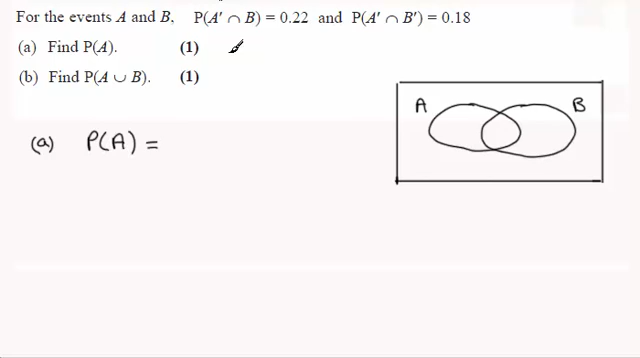 For the events A and B, P(A′ ∩ B) = 0.22 and P(A′ ∩ B′) = 0.18
(a) Find P(A). (1)
(b) Find P(A ∪ B). (1)
A B
(a) P(A) =